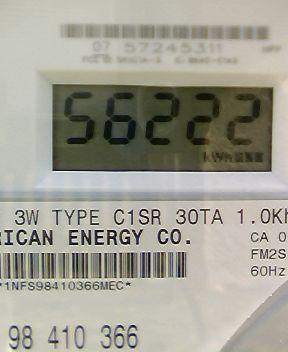 07 57245311
56222
kWh
3W TYPE C1SR 30TA 1.0Kh
RICAN ENERGY CO.
CA 0
FM2S
60Hz
*1NFS98410366MEC*
98 410 366